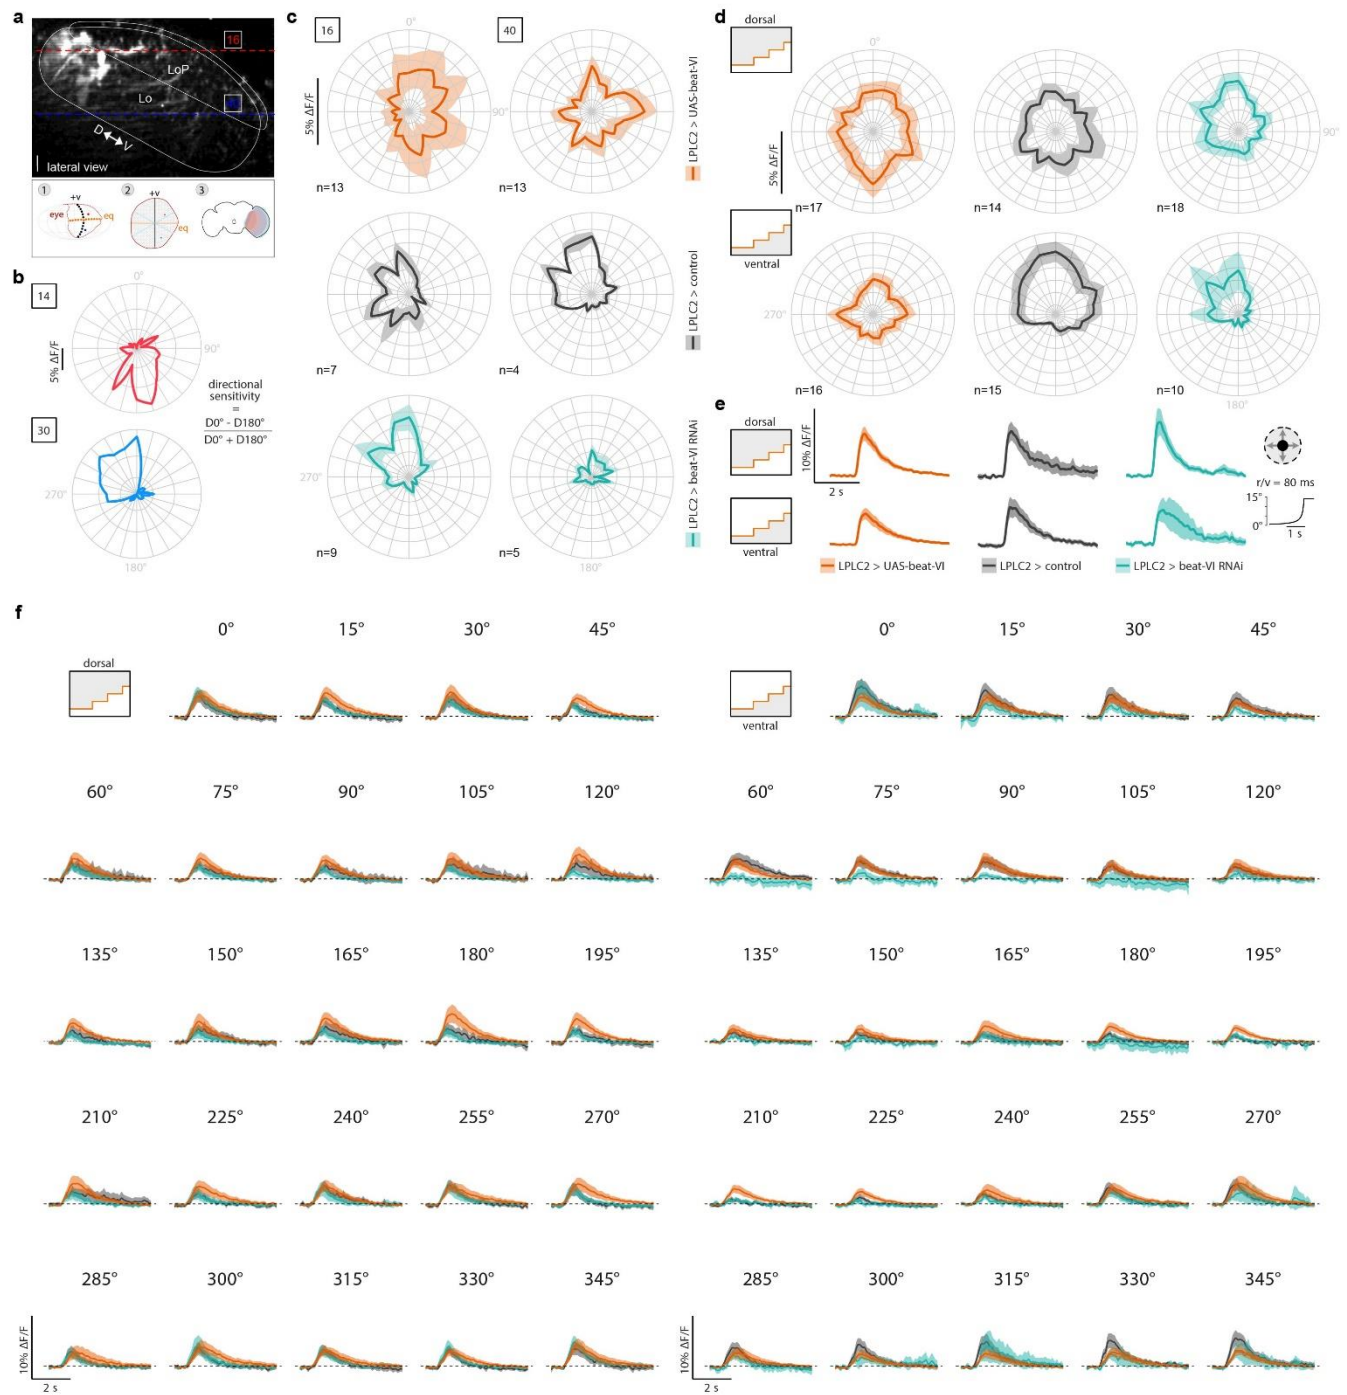 a
16
LoP
Lo
D
V
lateral view
1
2
3
+v
+v
eye
eq
eq
b
0°
14
90°
5% ΔF/F
directional
sensitivity
=
D0° - D180°
D0° + D180°
30
270°
180°
c
16
0°
40
90°
5% ΔF/F
n=13
n=13
LPLC2 > UAS-beat-VI
n=7
n=4
LPLC2 > control
270°
n=9
n=5
180°
LPLC2 > beat-VI RNAi
d
dorsal
0°
90°
5% ΔF/F
n=17
n=14
n=18
ventral
270°
n=16
n=15
n=10
180°
e
dorsal
10% ΔF/F
2 s
r/v = 80 ms
15°
0°
1 s
ventral
LPLC2 > UAS-beat-VI
LPLC2 > control
LPLC2 > beat-VI RNAi
f
0° 15° 30° 45°
dorsal
60° 75° 90° 105° 120°
135° 150° 165° 180° 195°
210° 225° 240° 255° 270°
285° 300° 315° 330° 345°
10% ΔF/F
2 s
0° 15° 30° 45°
ventral
60° 75° 90° 105° 120°
135° 150° 165° 180° 195°
210° 225° 240° 255° 270°
285° 300° 315° 330° 345°
10% ΔF/F
2 s